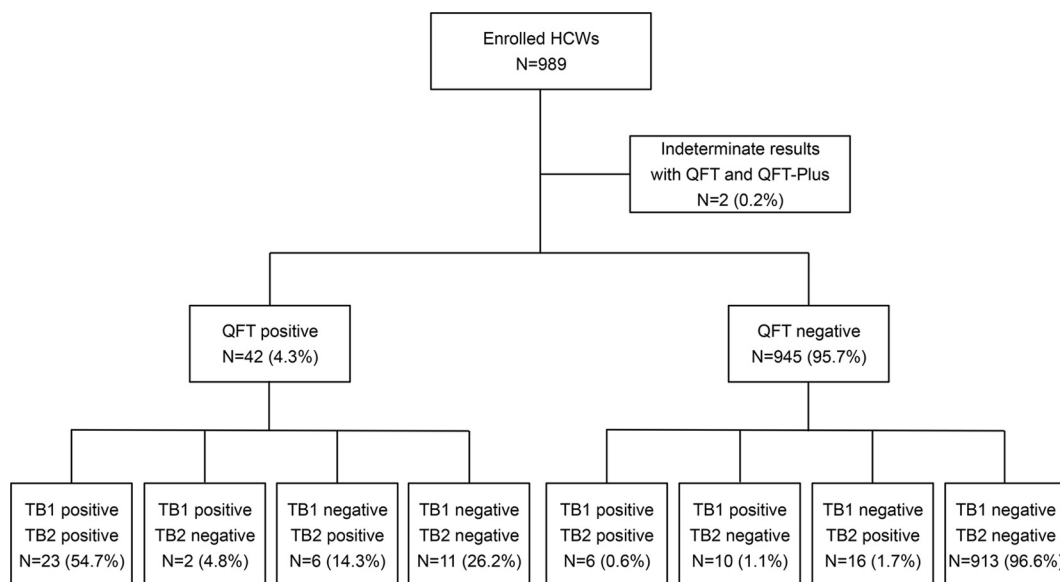 Enrolled HCWs
N=989
Indeterminate results
with QFT and QFT-Plus
N=2 (0.2%)
QFT positive
N=42 (4.3%)
QFT negative
N=945 (95.7%)
TB1 positive
TB2 positive
N=23 (54.7%)
TB1 positive
TB2 negative
N=2 (4.8%)
TB1 negative
TB2 positive
N=6 (14.3%)
TB1 negative
TB2 negative
N=11 (26.2%)
TB1 positive
TB2 positive
N=6 (0.6%)
TB1 positive
TB2 negative
N=10 (1.1%)
TB1 negative
TB2 positive
N=16 (1.7%)
TB1 negative
TB2 negative
N=913 (96.6%)